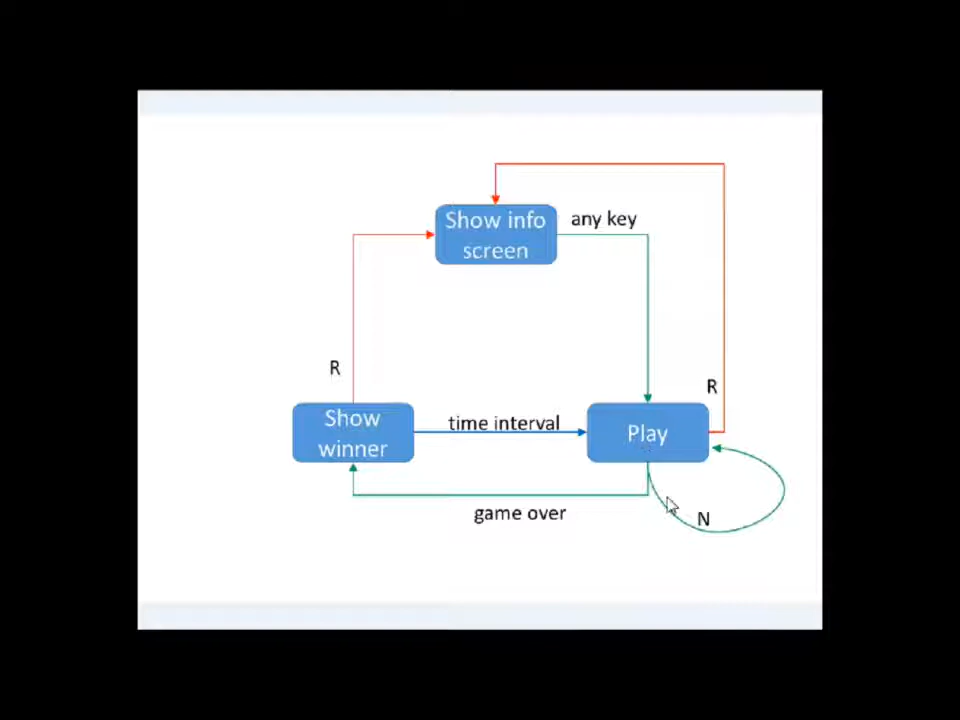 Show info
screen
any key
R
R
Show
winner
time interval
Play
game over
N